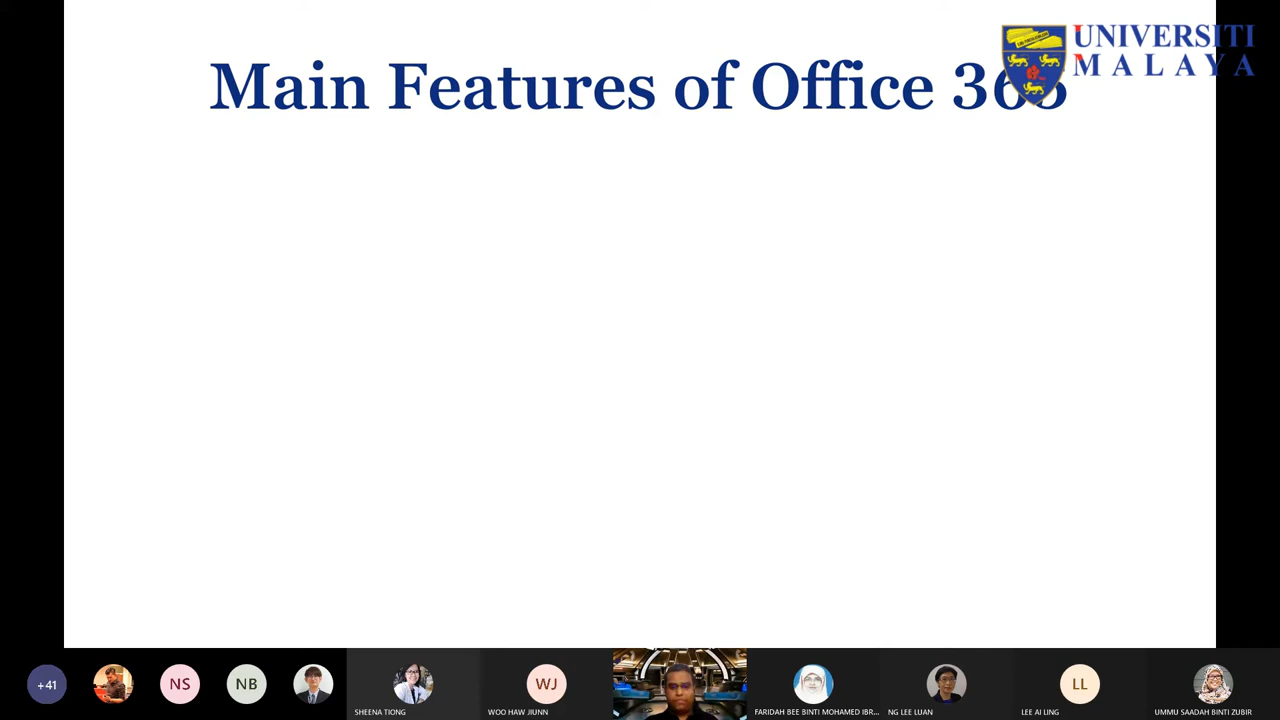 UNIVERSITI
MALAYA
Main Features of Office 365
+41
NS
NB
SHEENA TIONG
WJ
WOO HAW JIUNN
FARIDAH BEE BINTI MOHAMED IBR...
NG LEE LUAN
LL
LEE AI LING
UMMU SAADAH BINTI ZUBIR